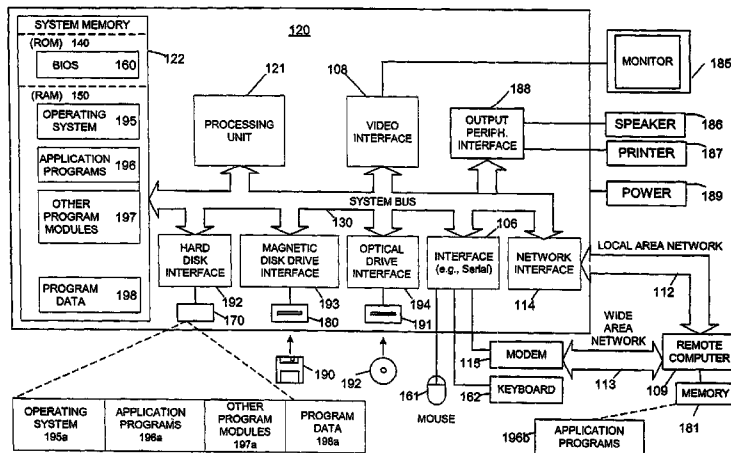 SYSTEM MEMORY
(ROM) 140
BIOS 160
122
(RAM) 150
OPERATING SYSTEM 195
APPLICATION PROGRAMS 196
OTHER PROGRAM MODULES 197
PROGRAM DATA 198
120
121
PROCESSING UNIT
108
VIDEO INTERFACE
188
OUTPUT PERIPH. INTERFACE
MONITOR
185
SPEAKER 186
PRINTER 187
POWER 189
SYSTEM BUS
130
HARD DISK INTERFACE
192
MAGNETIC DISK DRIVE INTERFACE
193
OPTICAL DRIVE INTERFACE
194
106
INTERFACE (e.g., Serial)
NETWORK INTERFACE
114
LOCAL AREA NETWORK
112
170
180
191
190
192
WIDE AREA NETWORK
115
MODEM
113
REMOTE COMPUTER
109
MEMORY
181
161
MOUSE
162
KEYBOARD
OPERATING SYSTEM 195a
APPLICATION PROGRAMS 196a
OTHER PROGRAM MODULES 197a
PROGRAM DATA 198a
196b
APPLICATION PROGRAMS